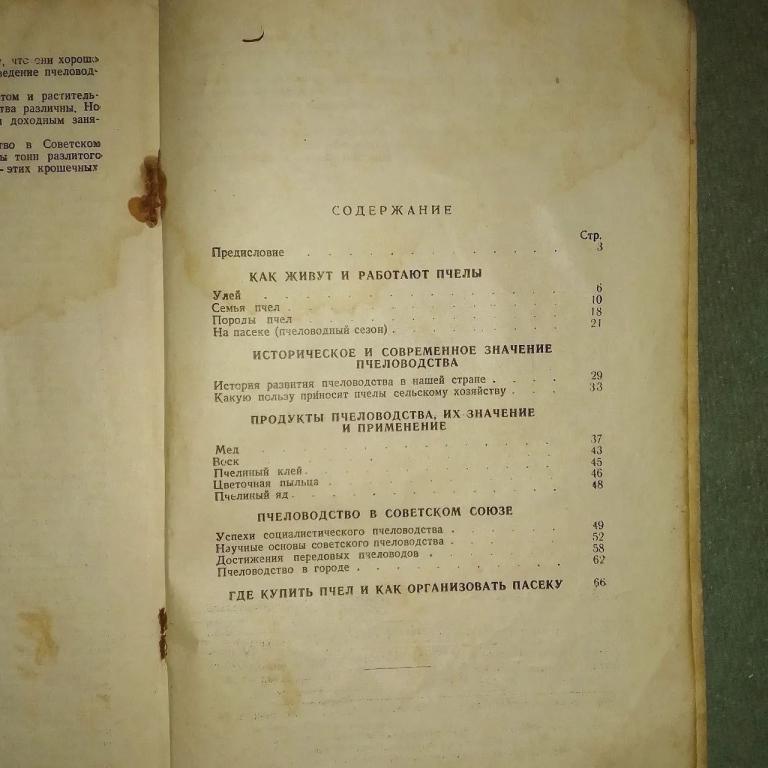 , что они хорошо
ведение пчеловод-
том и раститель-
тва различны. Но
доходным заня-
тво в Советском
ы тонн разлитого
- этих крошечных
СОДЕРЖАНИЕ
Стр.
Предисловие . . . . . . . . . . 3
КАК ЖИВУТ И РАБОТАЮТ ПЧЕЛЫ
Улей . . . . . . . . . . . . 6
Семья пчел . . . . . . . . . . . 10
Породы пчел . . . . . . . . . . 18
На пасеке (пчеловодный сезон) . . . . . . . 21
ИСТОРИЧЕСКОЕ И СОВРЕМЕННОЕ ЗНАЧЕНИЕ
ПЧЕЛОВОДСТВА
История развития пчеловодства в нашей стране . . . . 29
Какую пользу приносят пчелы сельскому хозяйству . . . 33
ПРОДУКТЫ ПЧЕЛОВОДСТВА, ИХ ЗНАЧЕНИЕ
И ПРИМЕНЕНИЕ
Мед . . . . . . . . . . . . 37
Воск . . . . . . . . . . . . 43
Пчелиный клей . . . . . . . . . . 45
Цветочная пыльца . . . . . . . . . 46
Пчелиный яд . . . . . . . . . . 48
ПЧЕЛОВОДСТВО В СОВЕТСКОМ СОЮЗЕ
Успехи социалистического пчеловодства . . . . . 49
Научные основы советского пчеловодства . . . . . 52
Достижения передовых пчеловодов . . . . . . 58
Пчеловодство в городе . . . . . . . . 62
ГДЕ КУПИТЬ ПЧЕЛ И КАК ОРГАНИЗОВАТЬ ПАСЕКУ 66